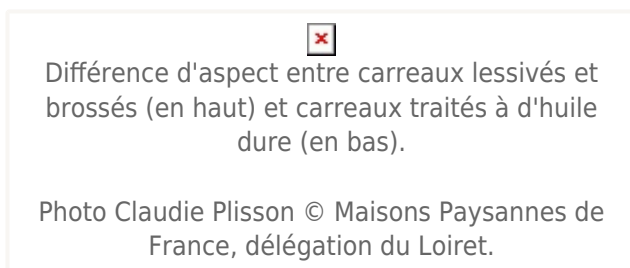 Différence d'aspect entre carreaux lessivés et
brossés (en haut) et carreaux traités à d'huile
dure (en bas).
Photo Claudie Plisson © Maisons Paysannes de
France, délégation du Loiret.